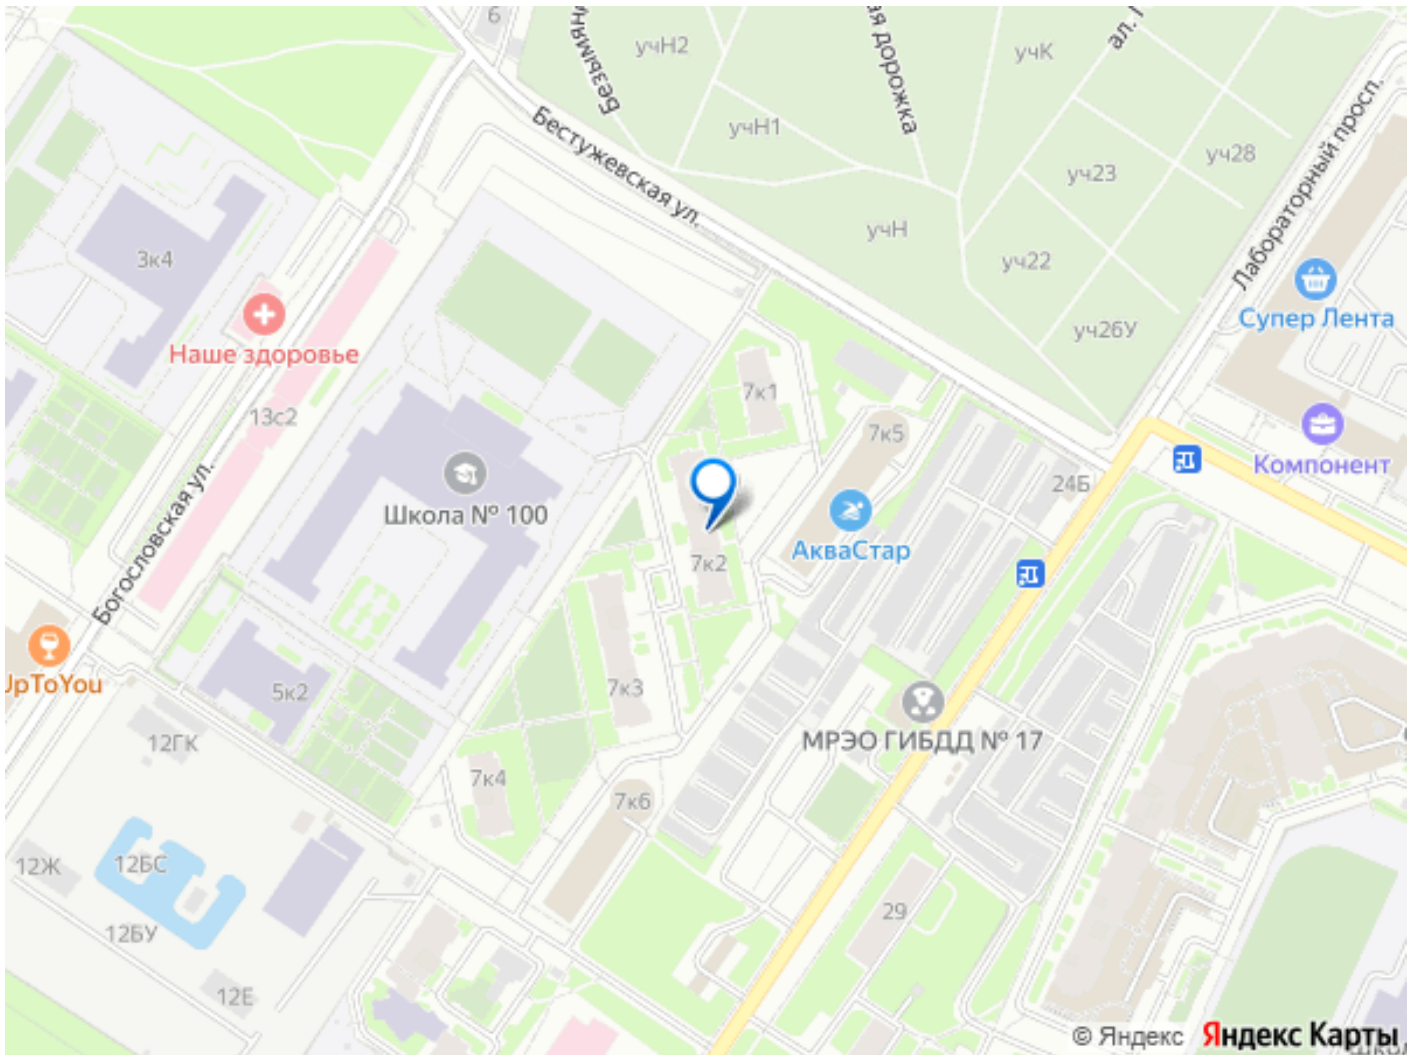 6
учН2
Безымянн
ая дорожка
учК
ал. Г
Лабораторный просп.
Бестужевская ул.
учН1
уч28
уч23
учН
3к4
уч22
Наше здоровье
Супер Лента
уч26У
7к1
13с2
7к5
Компонент
Школа № 100
24Б
АкваСтар
Богословская ул.
7к2
UpToYou
5к2
7к3
12ГК
МРЭО ГИБДД № 17
7к4
7к6
12Ж
12БС
29
12БУ
12Е
© Яндекс
Яндекс Карты